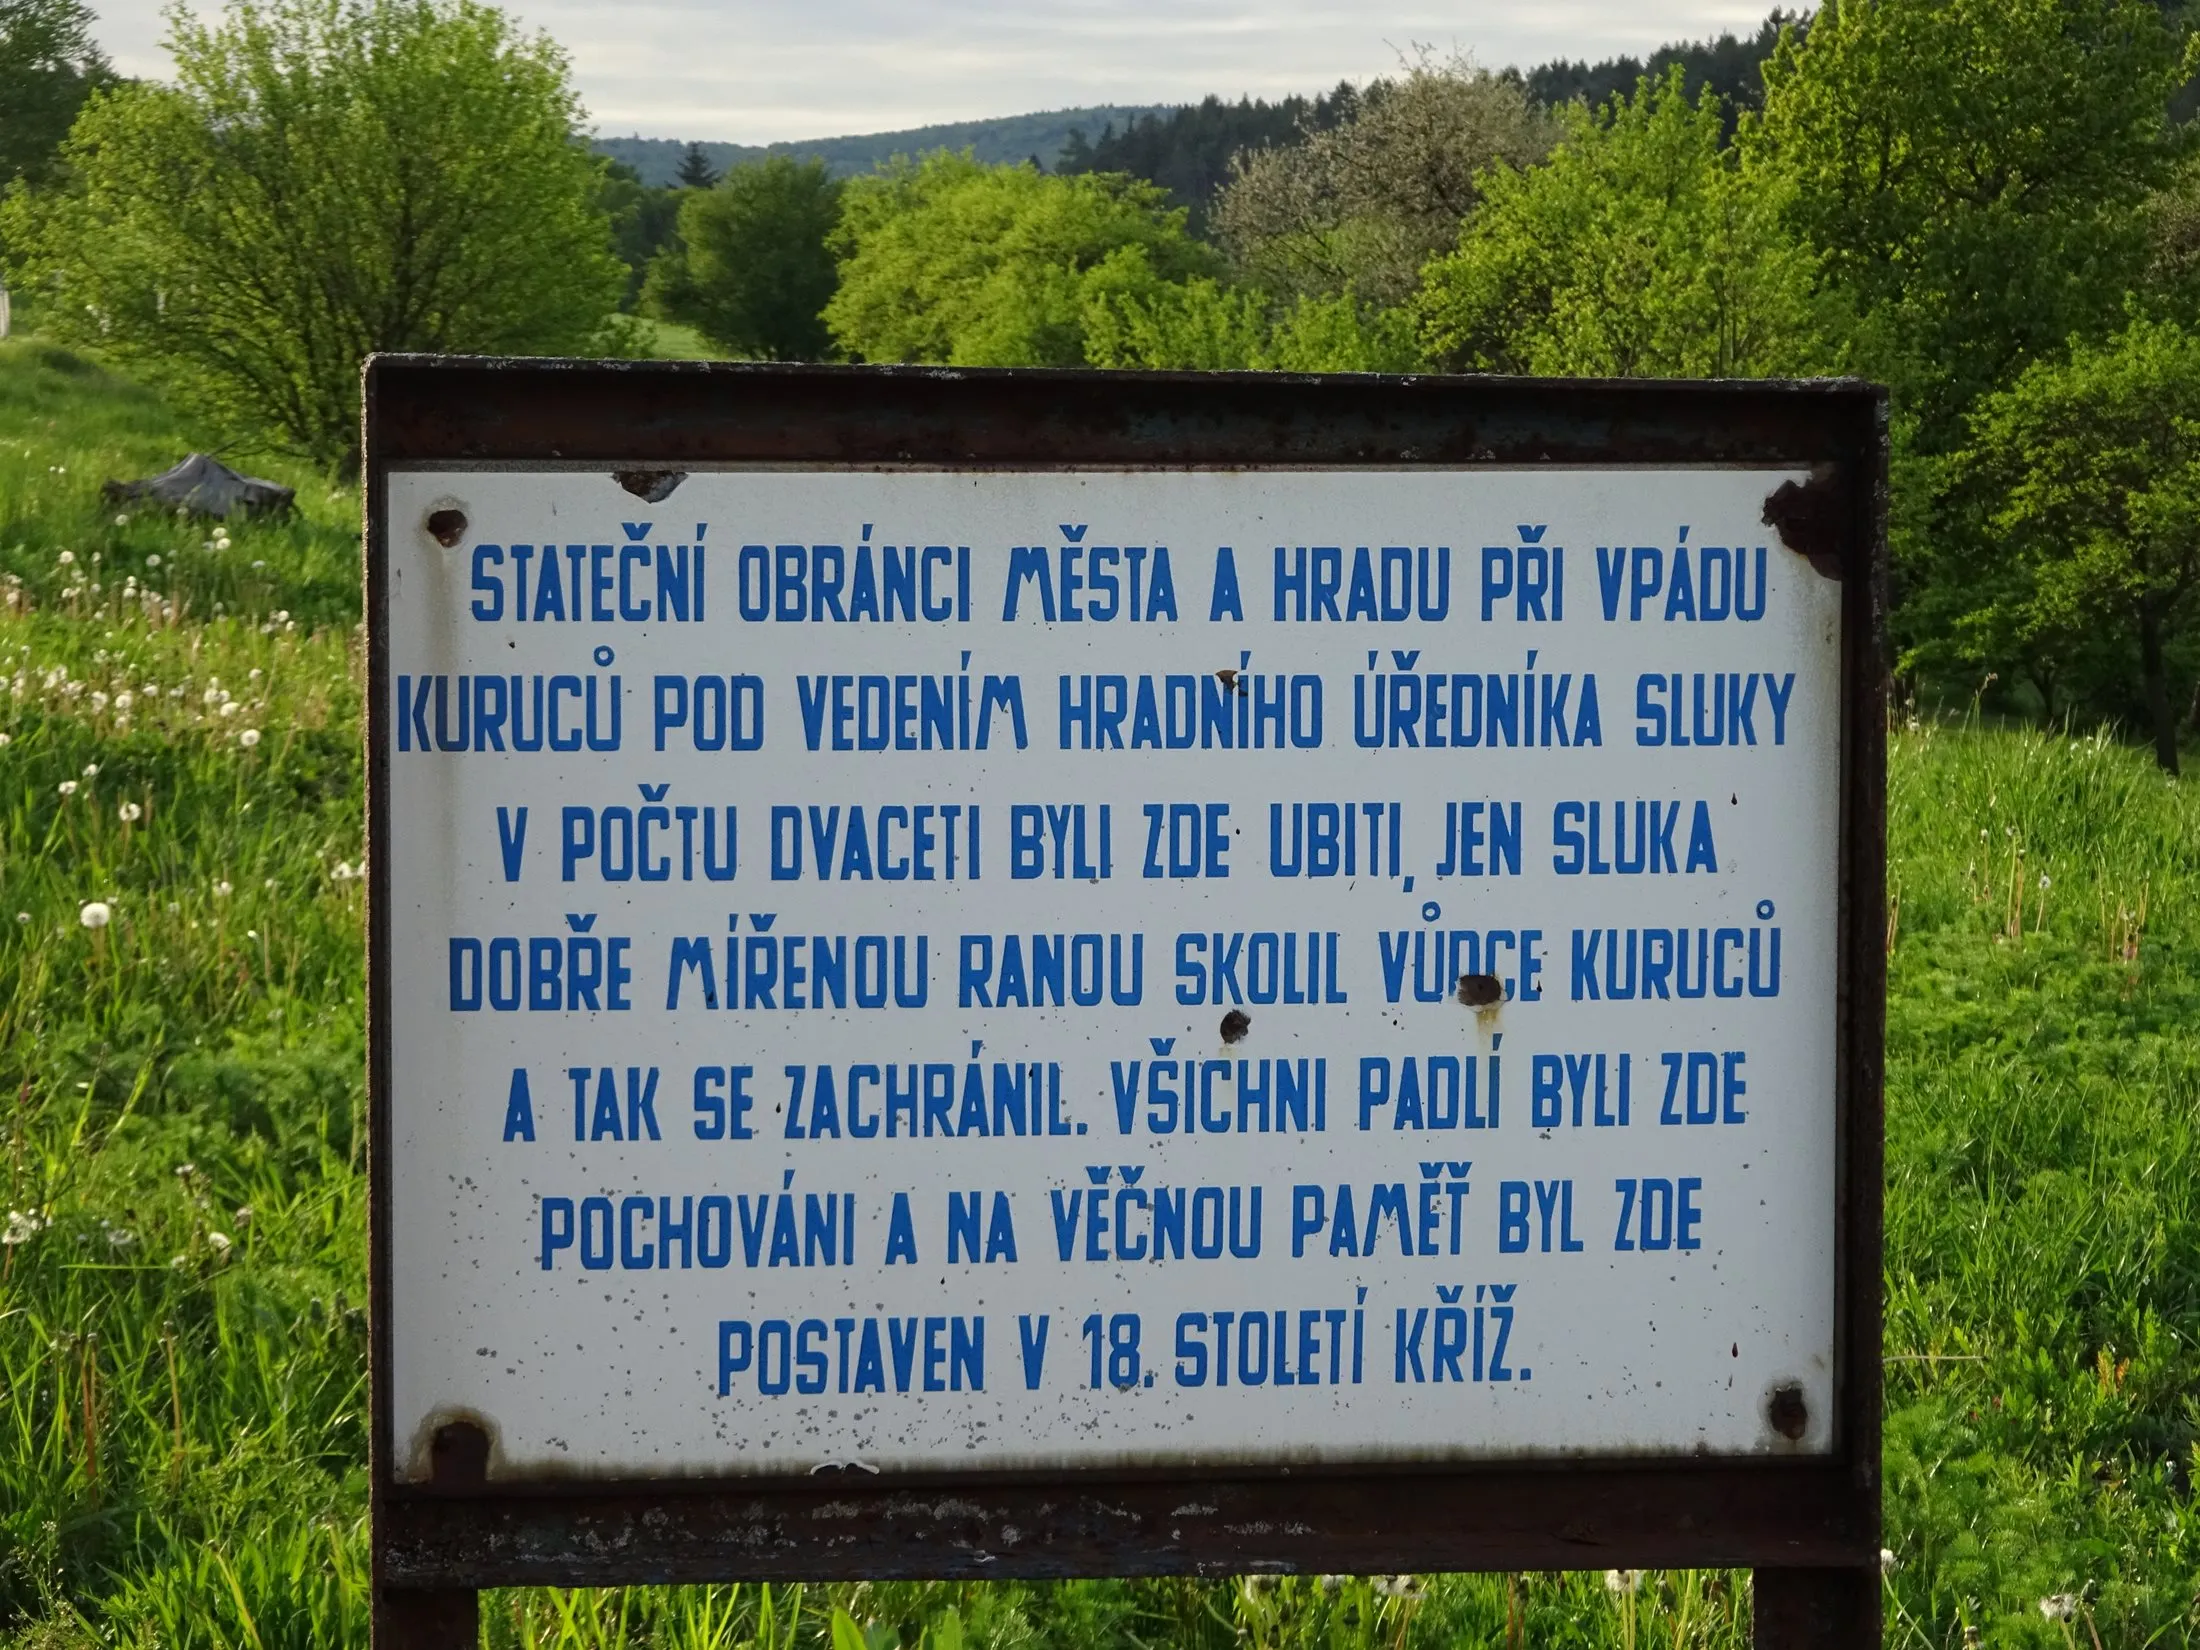 STATEČNÍ OBRÁNCI MĚSTA A HRADU PŘI VPÁDU
KURUCŮ POD VEDENÍM HRADNÍHO ÚŘEDNÍKA SLUKY
V POČTU DVACETI BYLI ZDE UBITI, JEN SLUKA
DOBŘE MÍŘENOU RANOU SKOLIL VŮDCE KURUCŮ
A TAK SE ZACHRÁNIL. VŠICHNI PADLÍ BYLI ZDE
POCHOVÁNI A NA VĚČNOU PAMĚŤ BYL ZDE
POSTAVEN V 18. STOLETÍ KŘÍŽ.